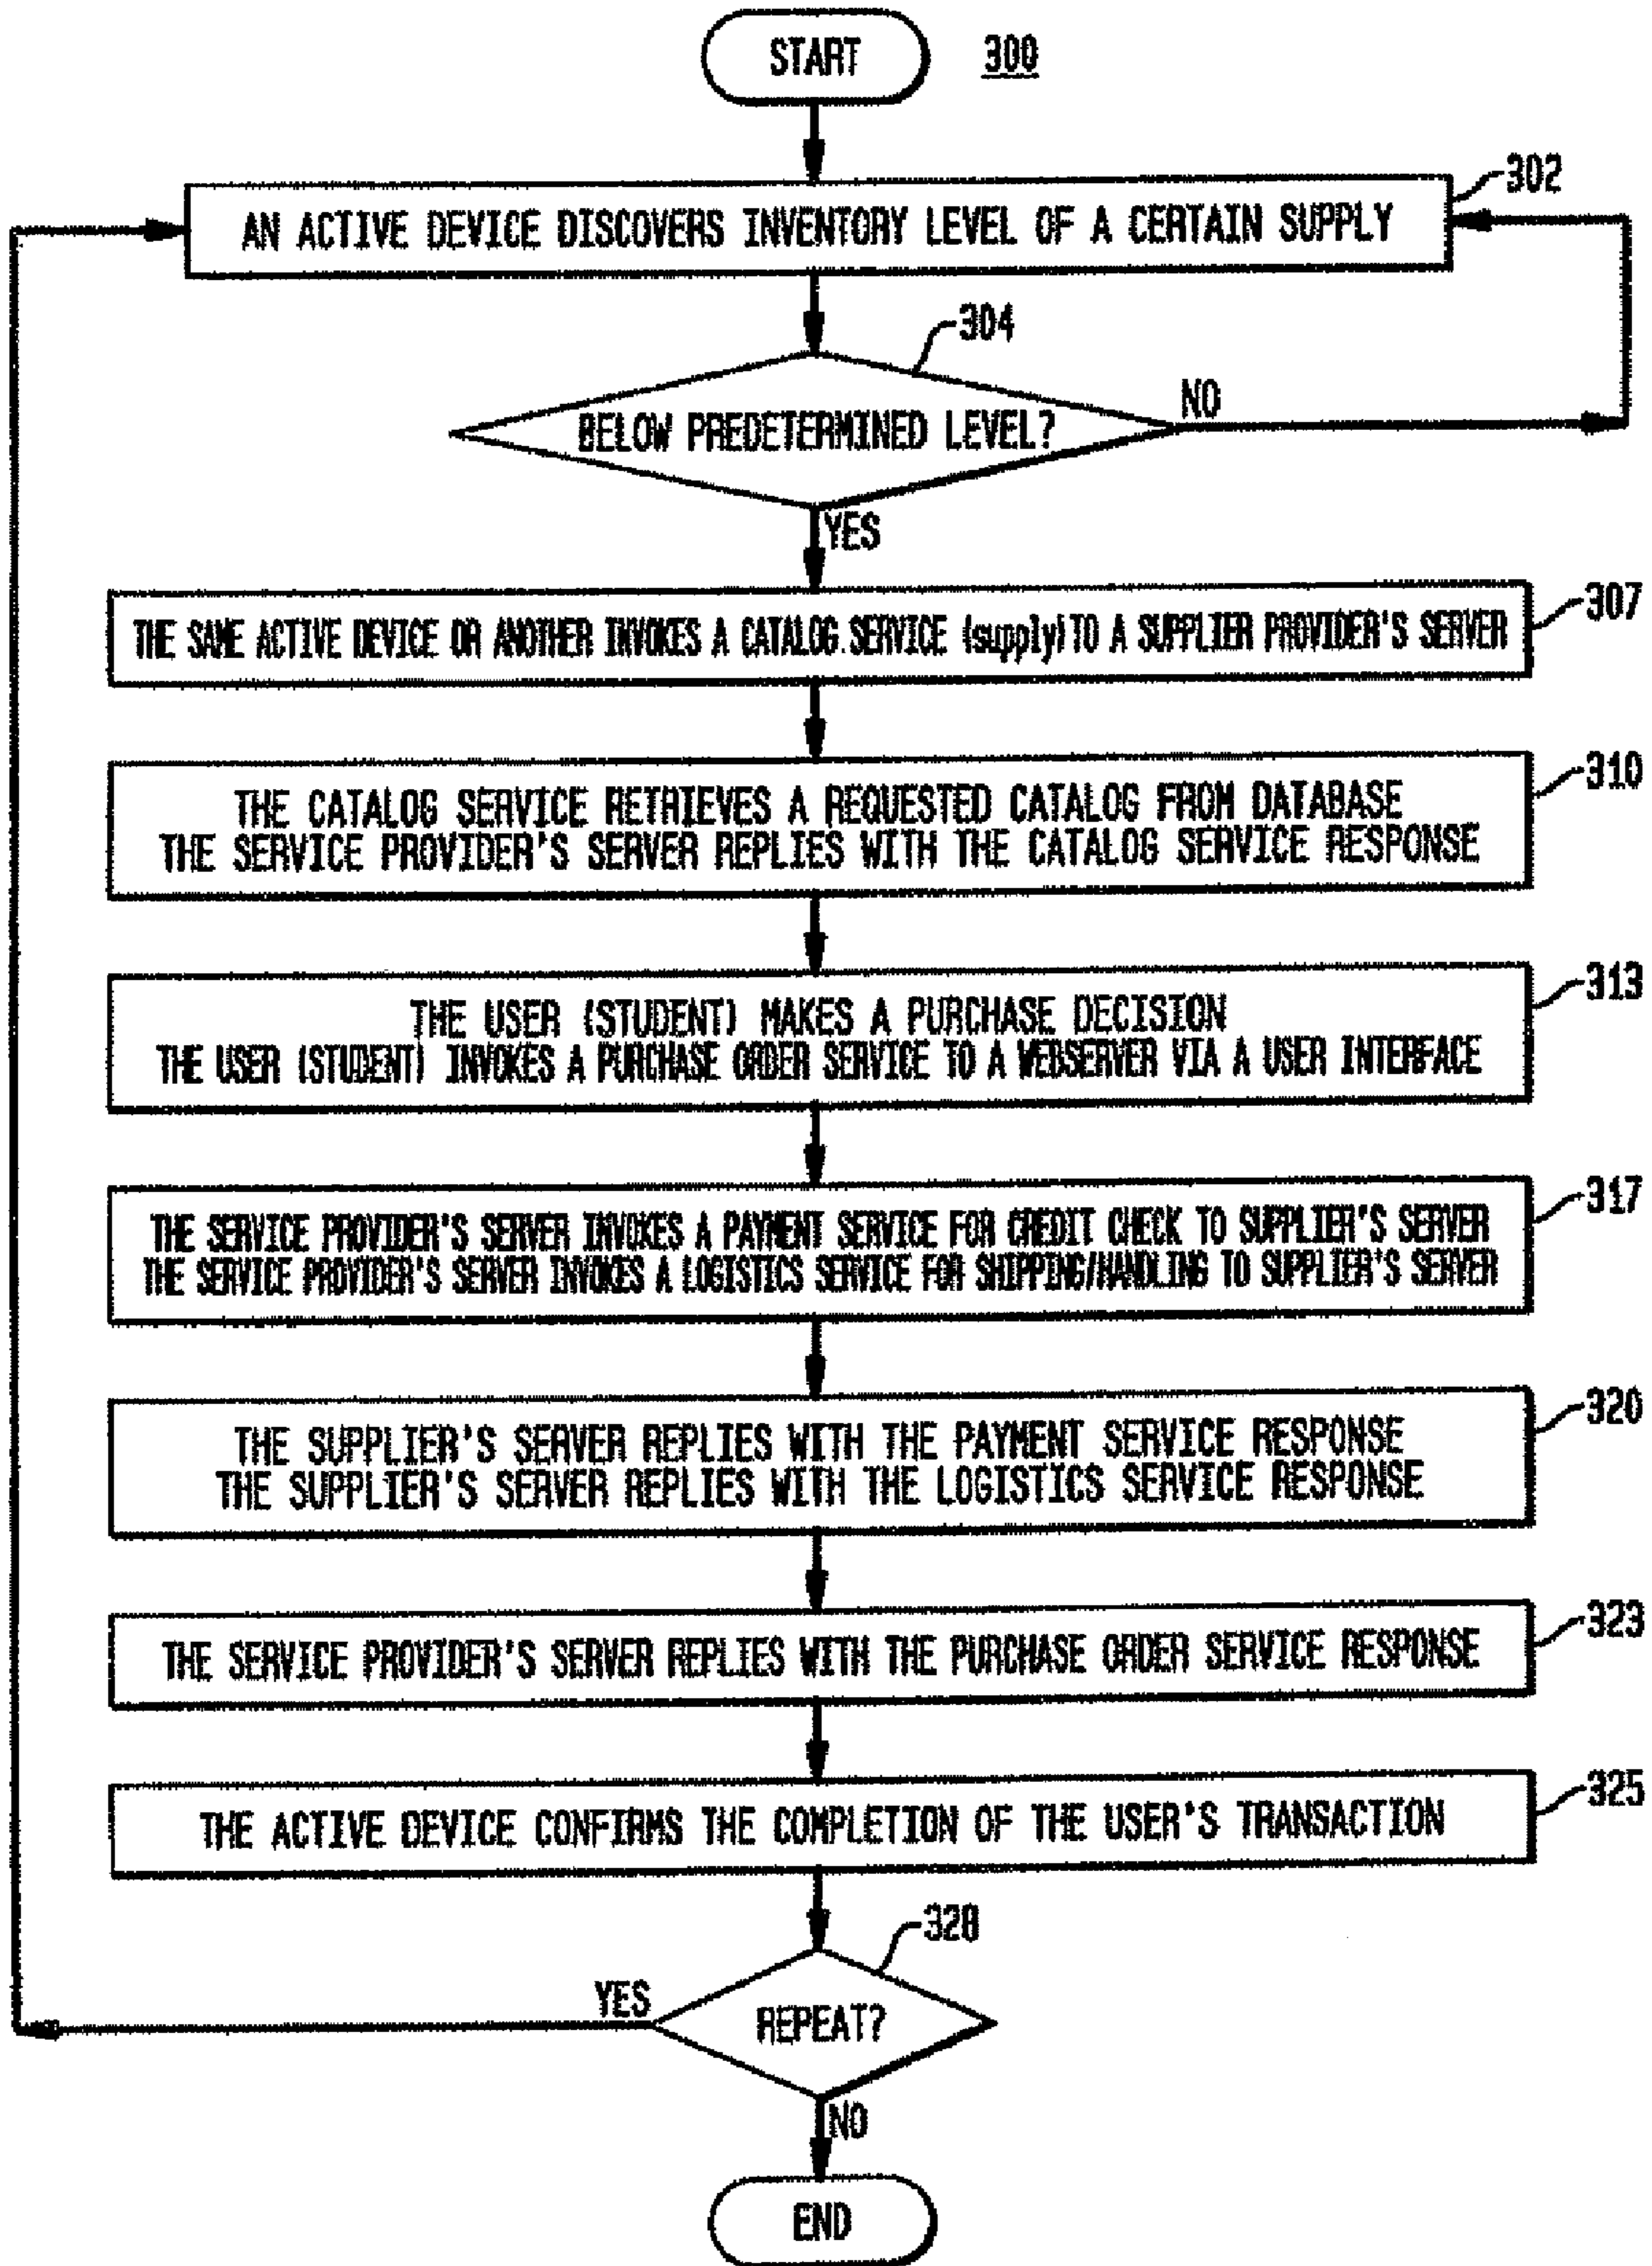 START
300
302
AN ACTIVE DEVICE DISCOVERS INVENTORY LEVEL OF A CERTAIN SUPPLY
304
BELOW PREDETERMINED LEVEL?
NO
YES
307
THE SAME ACTIVE DEVICE OR ANOTHER INVOKES A CATALOG.SERVICE (supply) TO A SUPPLIER PROVIDER'S SERVER
310
THE CATALOG SERVICE RETRIEVES A REQUESTED CATALOG FROM DATABASE
THE SERVICE PROVIDER'S SERVER REPLIES WITH THE CATALOG SERVICE RESPONSE
313
THE USER (STUDENT) MAKES A PURCHASE DECISION
THE USER (STUDENT) INVOKES A PURCHASE ORDER SERVICE TO A WEBSERVER VIA A USER INTERFACE
317
THE SERVICE PROVIDER'S SERVER INVOKES A PAYMENT SERVICE FOR CREDIT CHECK TO SUPPLIER'S SERVER
THE SERVICE PROVIDER'S SERVER INVOKES A LOGISTICS SERVICE FOR SHIPPING/HANDLING TO SUPPLIER'S SERVER
320
THE SUPPLIER'S SERVER REPLIES WITH THE PAYMENT SERVICE RESPONSE
THE SUPPLIER'S SERVER REPLIES WITH THE LOGISTICS SERVICE RESPONSE
323
THE SERVICE PROVIDER'S SERVER REPLIES WITH THE PURCHASE ORDER SERVICE RESPONSE
325
THE ACTIVE DEVICE CONFIRMS THE COMPLETION OF THE USER'S TRANSACTION
328
YES
REPEAT?
NO
END